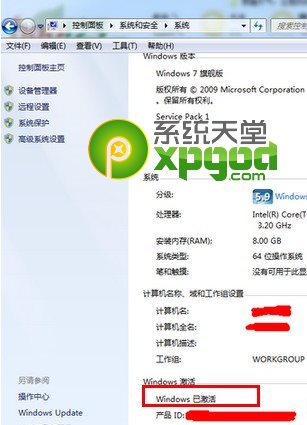 控制面板 ▸ 系统和安全 ▸ 系统
搜索控制
文件(F) 编辑(E) 查看(V) 工具(T) 帮助(H)
控制面板主页
设备管理器
远程设置
系统保护
高级系统设置
Windows 版本
Windows 7 旗舰版
© 2009 Microsoft Corporation
。保留所有权利。
Service Pack 1
系统天堂
xpgod.com
系统
分级:
5.9 Windows
处理器:
Intel(R) Core(T
3.20 GHz
安装内存(RAM):
8.00 GB
系统类型:
64 位操作系统
笔和触摸:
没有可用于此显
计算机名称、域和工作组设置
计算机名:
计算机全名:
计算机描述:
工作组:
WORKGROUP
Windows 激活
Windows 已激活
产品 ID:
另请参阅
操作中心
Windows Update